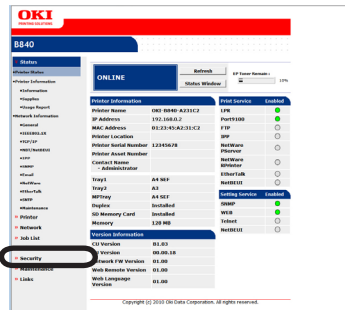 OKI
PRINTING SOLUTIONS
B840
Status
Printer Status
Printer Information
Information
Supplies
Usage Report
Network Information
General
IEEE802.1X
TCP/IP
NBT/NetBEUI
IPP
SNMP
Email
NetWare
EtherTalk
SNTP
Maintenance
Printer
Network
Job List
Security
Maintenance
Links
ONLINE
Refresh
Status Window
BK Toner Remain :
10%
Printer Information
Printer Name OKI-B840-A231C2
IP Address 192.168.0.2
MAC Address 01:23:45:A2:31:C2
Printer Location
Printer Serial Number 12345678
Printer Asset Number
Contact Name
- Administrator
Tray1 A4 SEF
Tray2 A3
MPTray A4 SEF
Duplex Installed
SD Memory Card Installed
Memory 128 MB
Version Information
CU Version B1.03
Version 00.00.18
Network FW Version 01.00
Web Remote Version 01.00
Web Language
Version 01.00
Print Service Enabled
LPR
Port9100
FTP
IPP
NetWare
PServer
NetWare
RPrinter
EtherTalk
NetBEUI
Setting Service Enabled
SNMP
WEB
Telnet
NetBEUI
Copyright (c) 2010 Oki Data Corporation. All rights reserved.